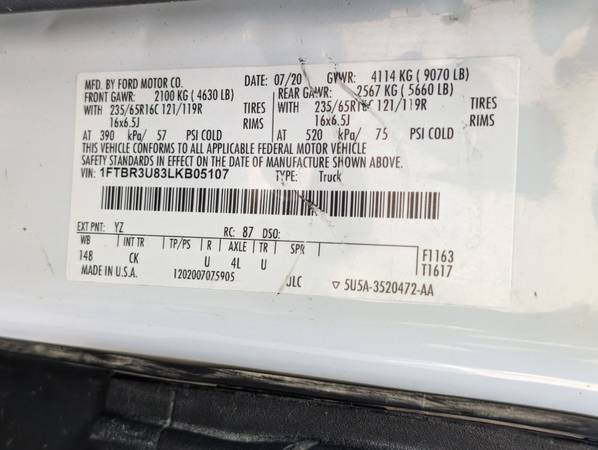 MFD. BY FORD MOTOR CO. DATE: 07/20 GVWR: 4114 KG ( 9070 LB)
FRONT GAWR: 2100 KG ( 4630 LB) REAR GAWR: 2567 KG ( 5660 LB)
WITH 235/65R16C 121/119R TIRES WITH 235/65R16C 121/119R TIRES
16x6.5J RIMS 16x6.5J RIMS
AT 390 kPa/ 57 PSI COLD AT 520 kPa/ 75 PSI COLD
THIS VEHICLE CONFORMS TO ALL APPLICABLE FEDERAL MOTOR VEHICLE
SAFETY STANDARDS IN EFFECT ON THE DATE OF MANUFACTURE SHOWN ABOVE.
VIN: 1FTBR3U83LKB05107 TYPE: Truck
EXT PNT: YZ RC: 87 DSO:
WB INT TR TP/PS R AXLE TR SPR F1163
148 CK U 4L U T1617
MADE IN U.S.A. 1202007075905 ULC 5U5A-3520472-AA